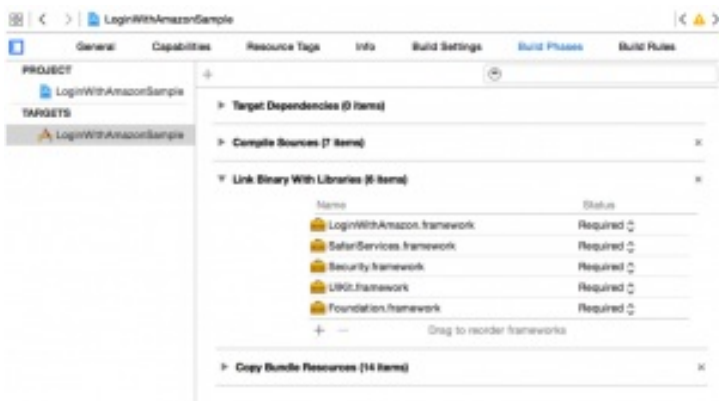 LoginWithAmazonSample
General Capabilities Resource Tags Info Build Settings Build Phases Build Rules
PROJECT
LoginWithAmazonSample
TARGETS
LoginWithAmazonSample
Target Dependencies (0 items)
Compile Sources (7 items)
Link Binary With Libraries (6 items)
Name Status
LoginWithAmazon.framework Required
SafariServices.framework Required
Security.framework Required
UIKit.framework Required
Foundation.framework Required
Drag to reorder frameworks
Copy Bundle Resources (14 items)